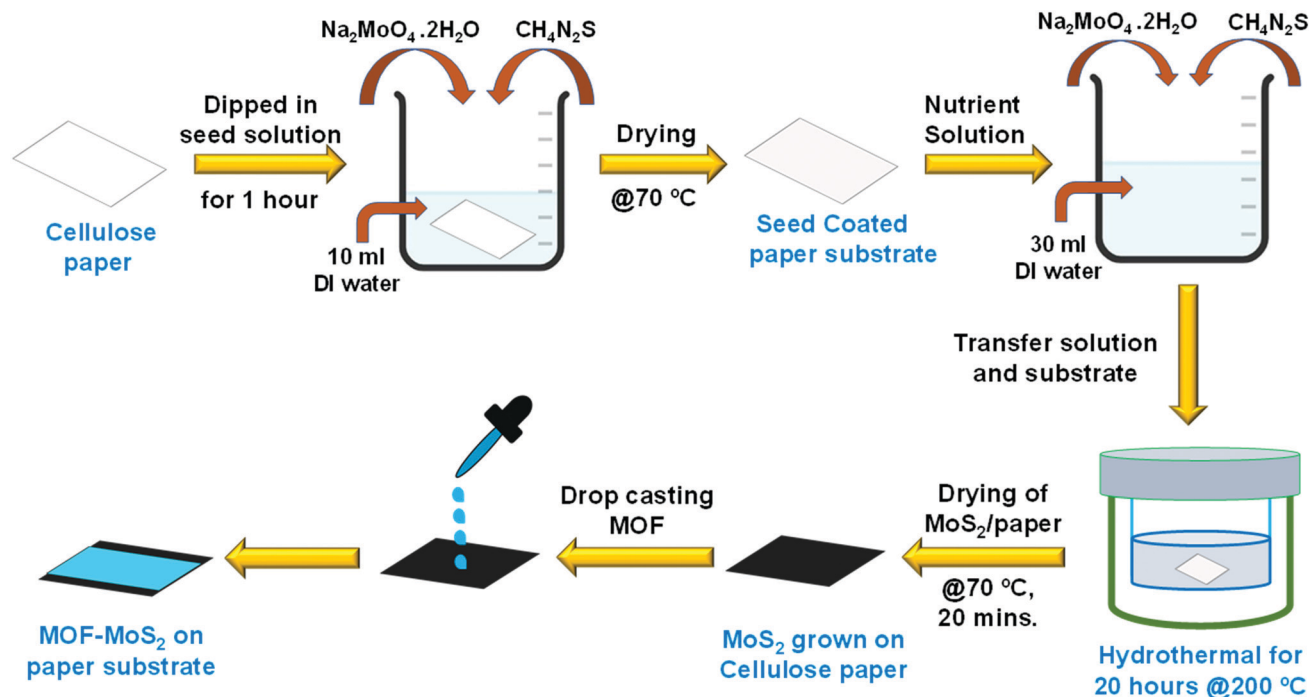 Na₂MoO₄.2H₂O
CH₄N₂S
Dipped in
seed solution
for 1 hour
Cellulose
paper
10 ml
DI water
Drying
@70 ºC
Seed Coated
paper substrate
Nutrient
Solution
Na₂MoO₄.2H₂O
CH₄N₂S
30 ml
DI water
Transfer solution
and substrate
Hydrothermal for
20 hours @200 ºC
Drying of
MoS₂/paper
@70 ºC,
20 mins.
MoS₂ grown on
Cellulose paper
Drop casting
MOF
MOF-MoS₂ on
paper substrate